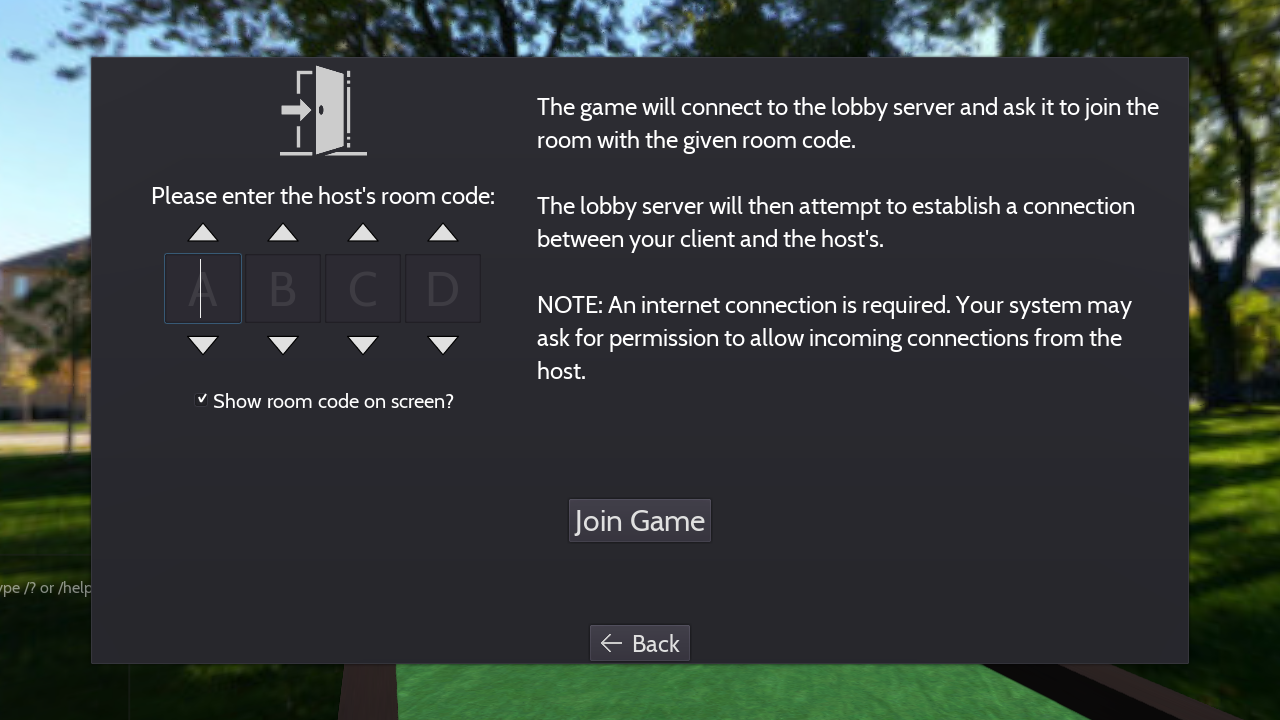 The game will connect to the lobby server and ask it to join the
room with the given room code.
Please enter the host's room code:
A B C D
The lobby server will then attempt to establish a connection
between your client and the host's.
NOTE: An internet connection is required. Your system may
ask for permission to allow incoming connections from the
host.
Show room code on screen?
Join Game
ype /? or /help
Back